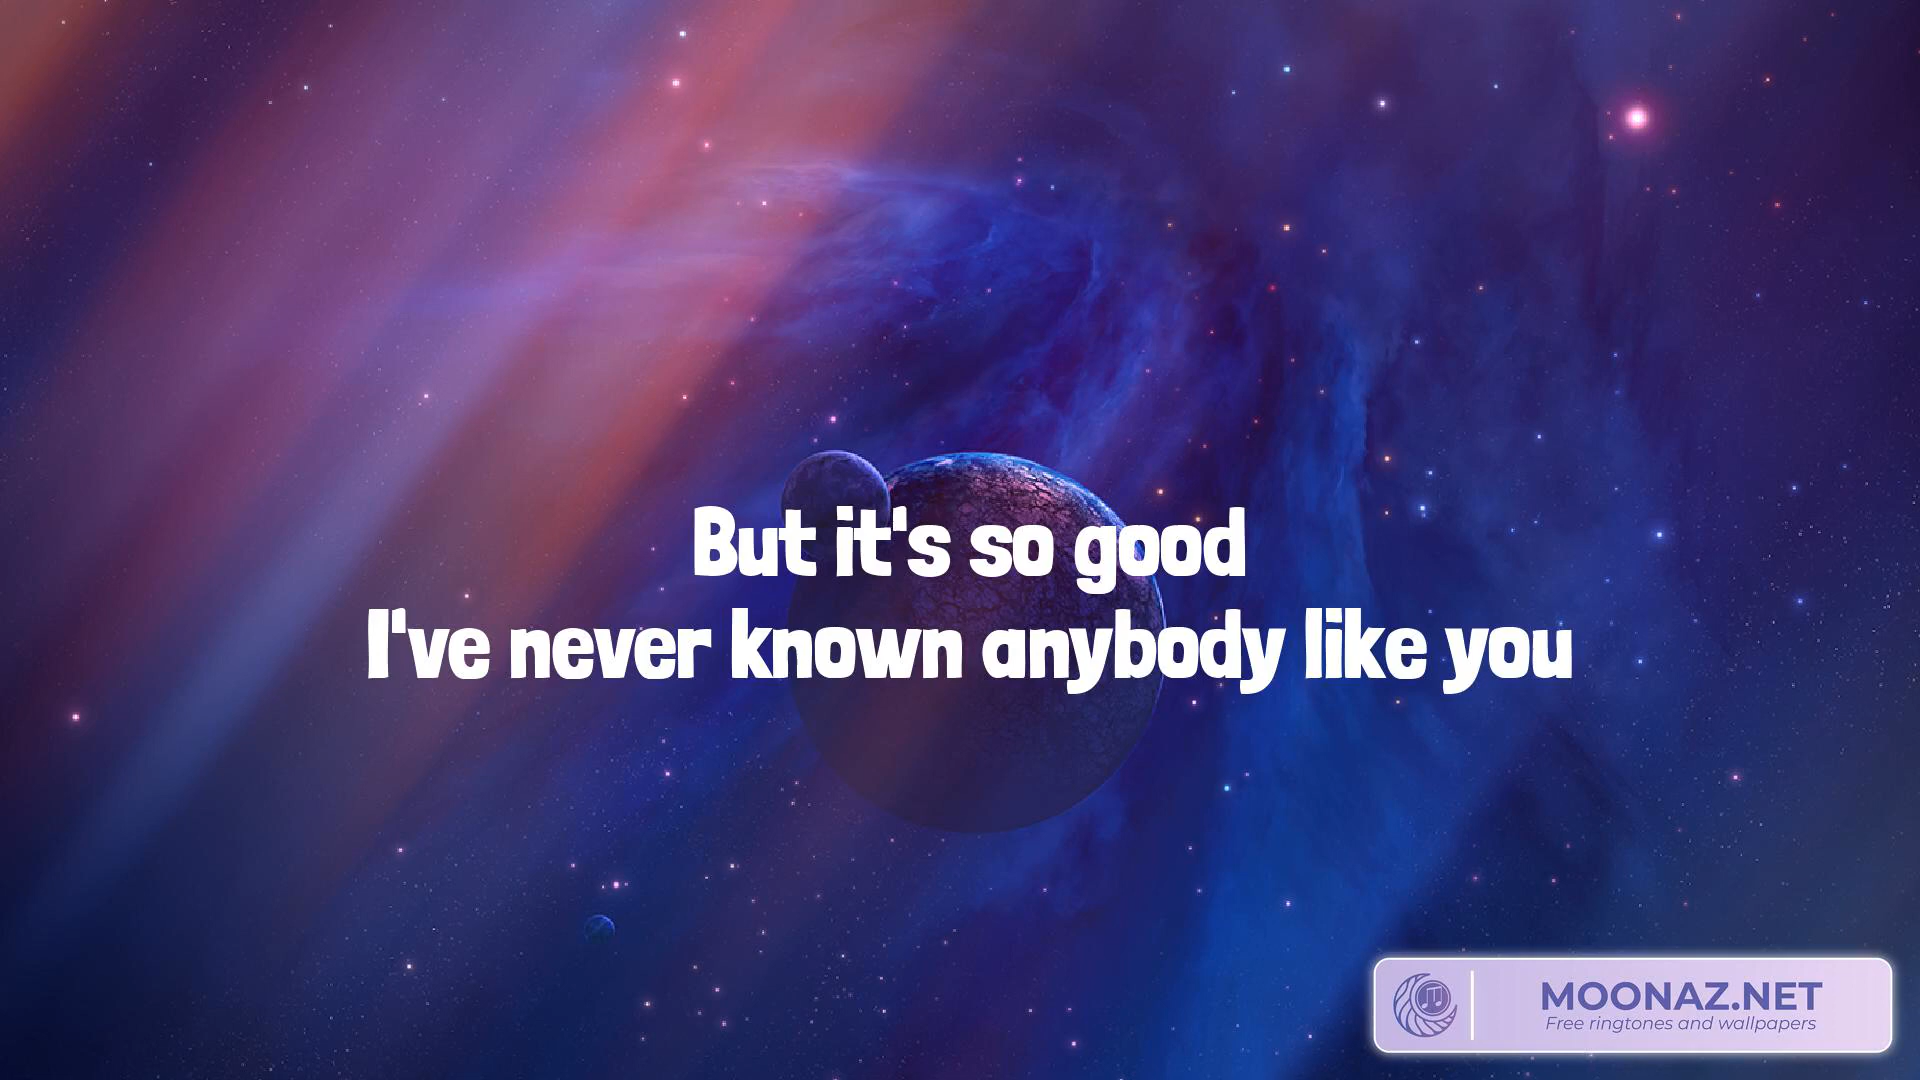 But it's so good
I've never known anybody like you
MOONAZ.NET
Free ringtones and wallpapers